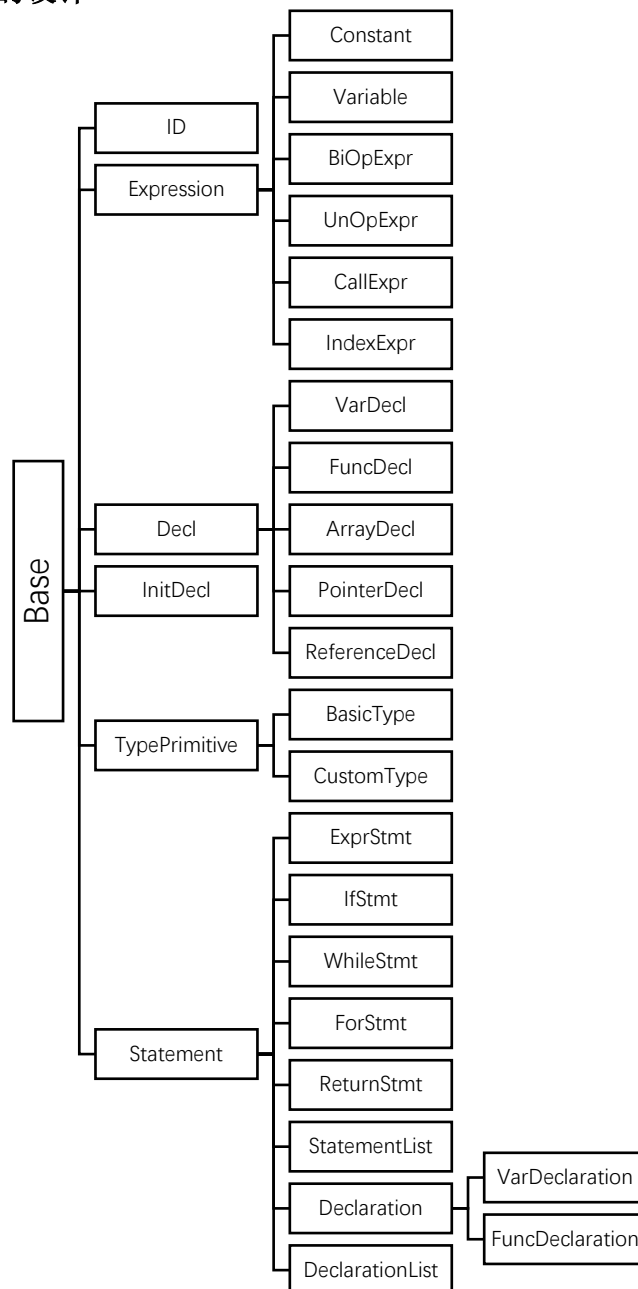 Base
ID
Expression
Constant
Variable
BiOpExpr
UnOpExpr
CallExpr
IndexExpr
Decl
VarDecl
FuncDecl
ArrayDecl
PointerDecl
ReferenceDecl
InitDecl
TypePrimitive
BasicType
CustomType
Statement
ExprStmt
IfStmt
WhileStmt
ForStmt
ReturnStmt
StatementList
Declaration
VarDeclaration
FuncDeclaration
DeclarationList